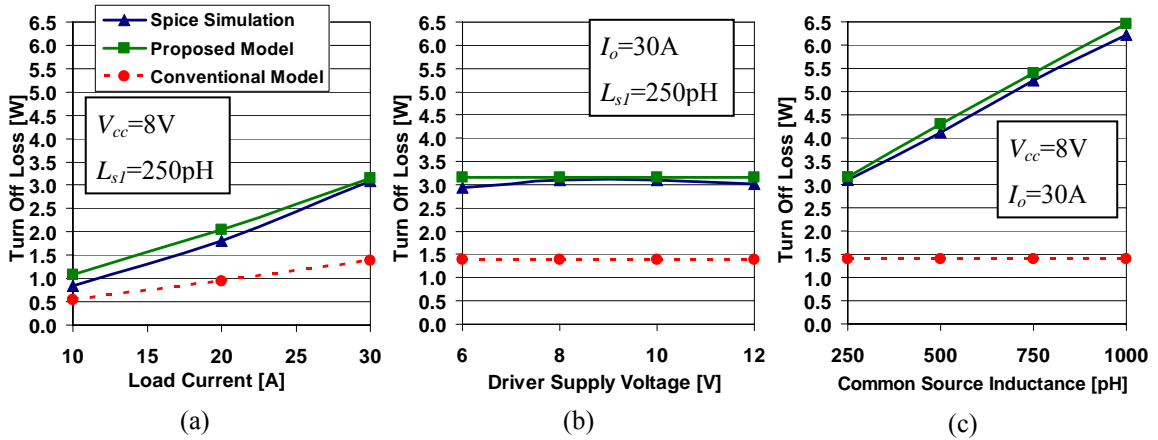 Turn Off Loss [W]
6.5
6.0
5.5
5.0
4.5
4.0
3.5
3.0
2.5
2.0
1.5
1.0
0.5
0.0
Spice Simulation
Proposed Model
Conventional Model
Vcc=8V
Ls1=250pH
10 15 20 25 30
Load Current [A]
(a)
Turn Off Loss [W]
6.5
6.0
5.5
5.0
4.5
4.0
3.5
3.0
2.5
2.0
1.5
1.0
0.5
0.0
Io=30A
Ls1=250pH
6 8 10 12
Driver Supply Voltage [V]
(b)
Turn Off Loss [W]
6.5
6.0
5.5
5.0
4.5
4.0
3.5
3.0
2.5
2.0
1.5
1.0
0.5
0.0
Vcc=8V
Io=30A
250 500 750 1000
Common Source Inductance [pH]
(c)